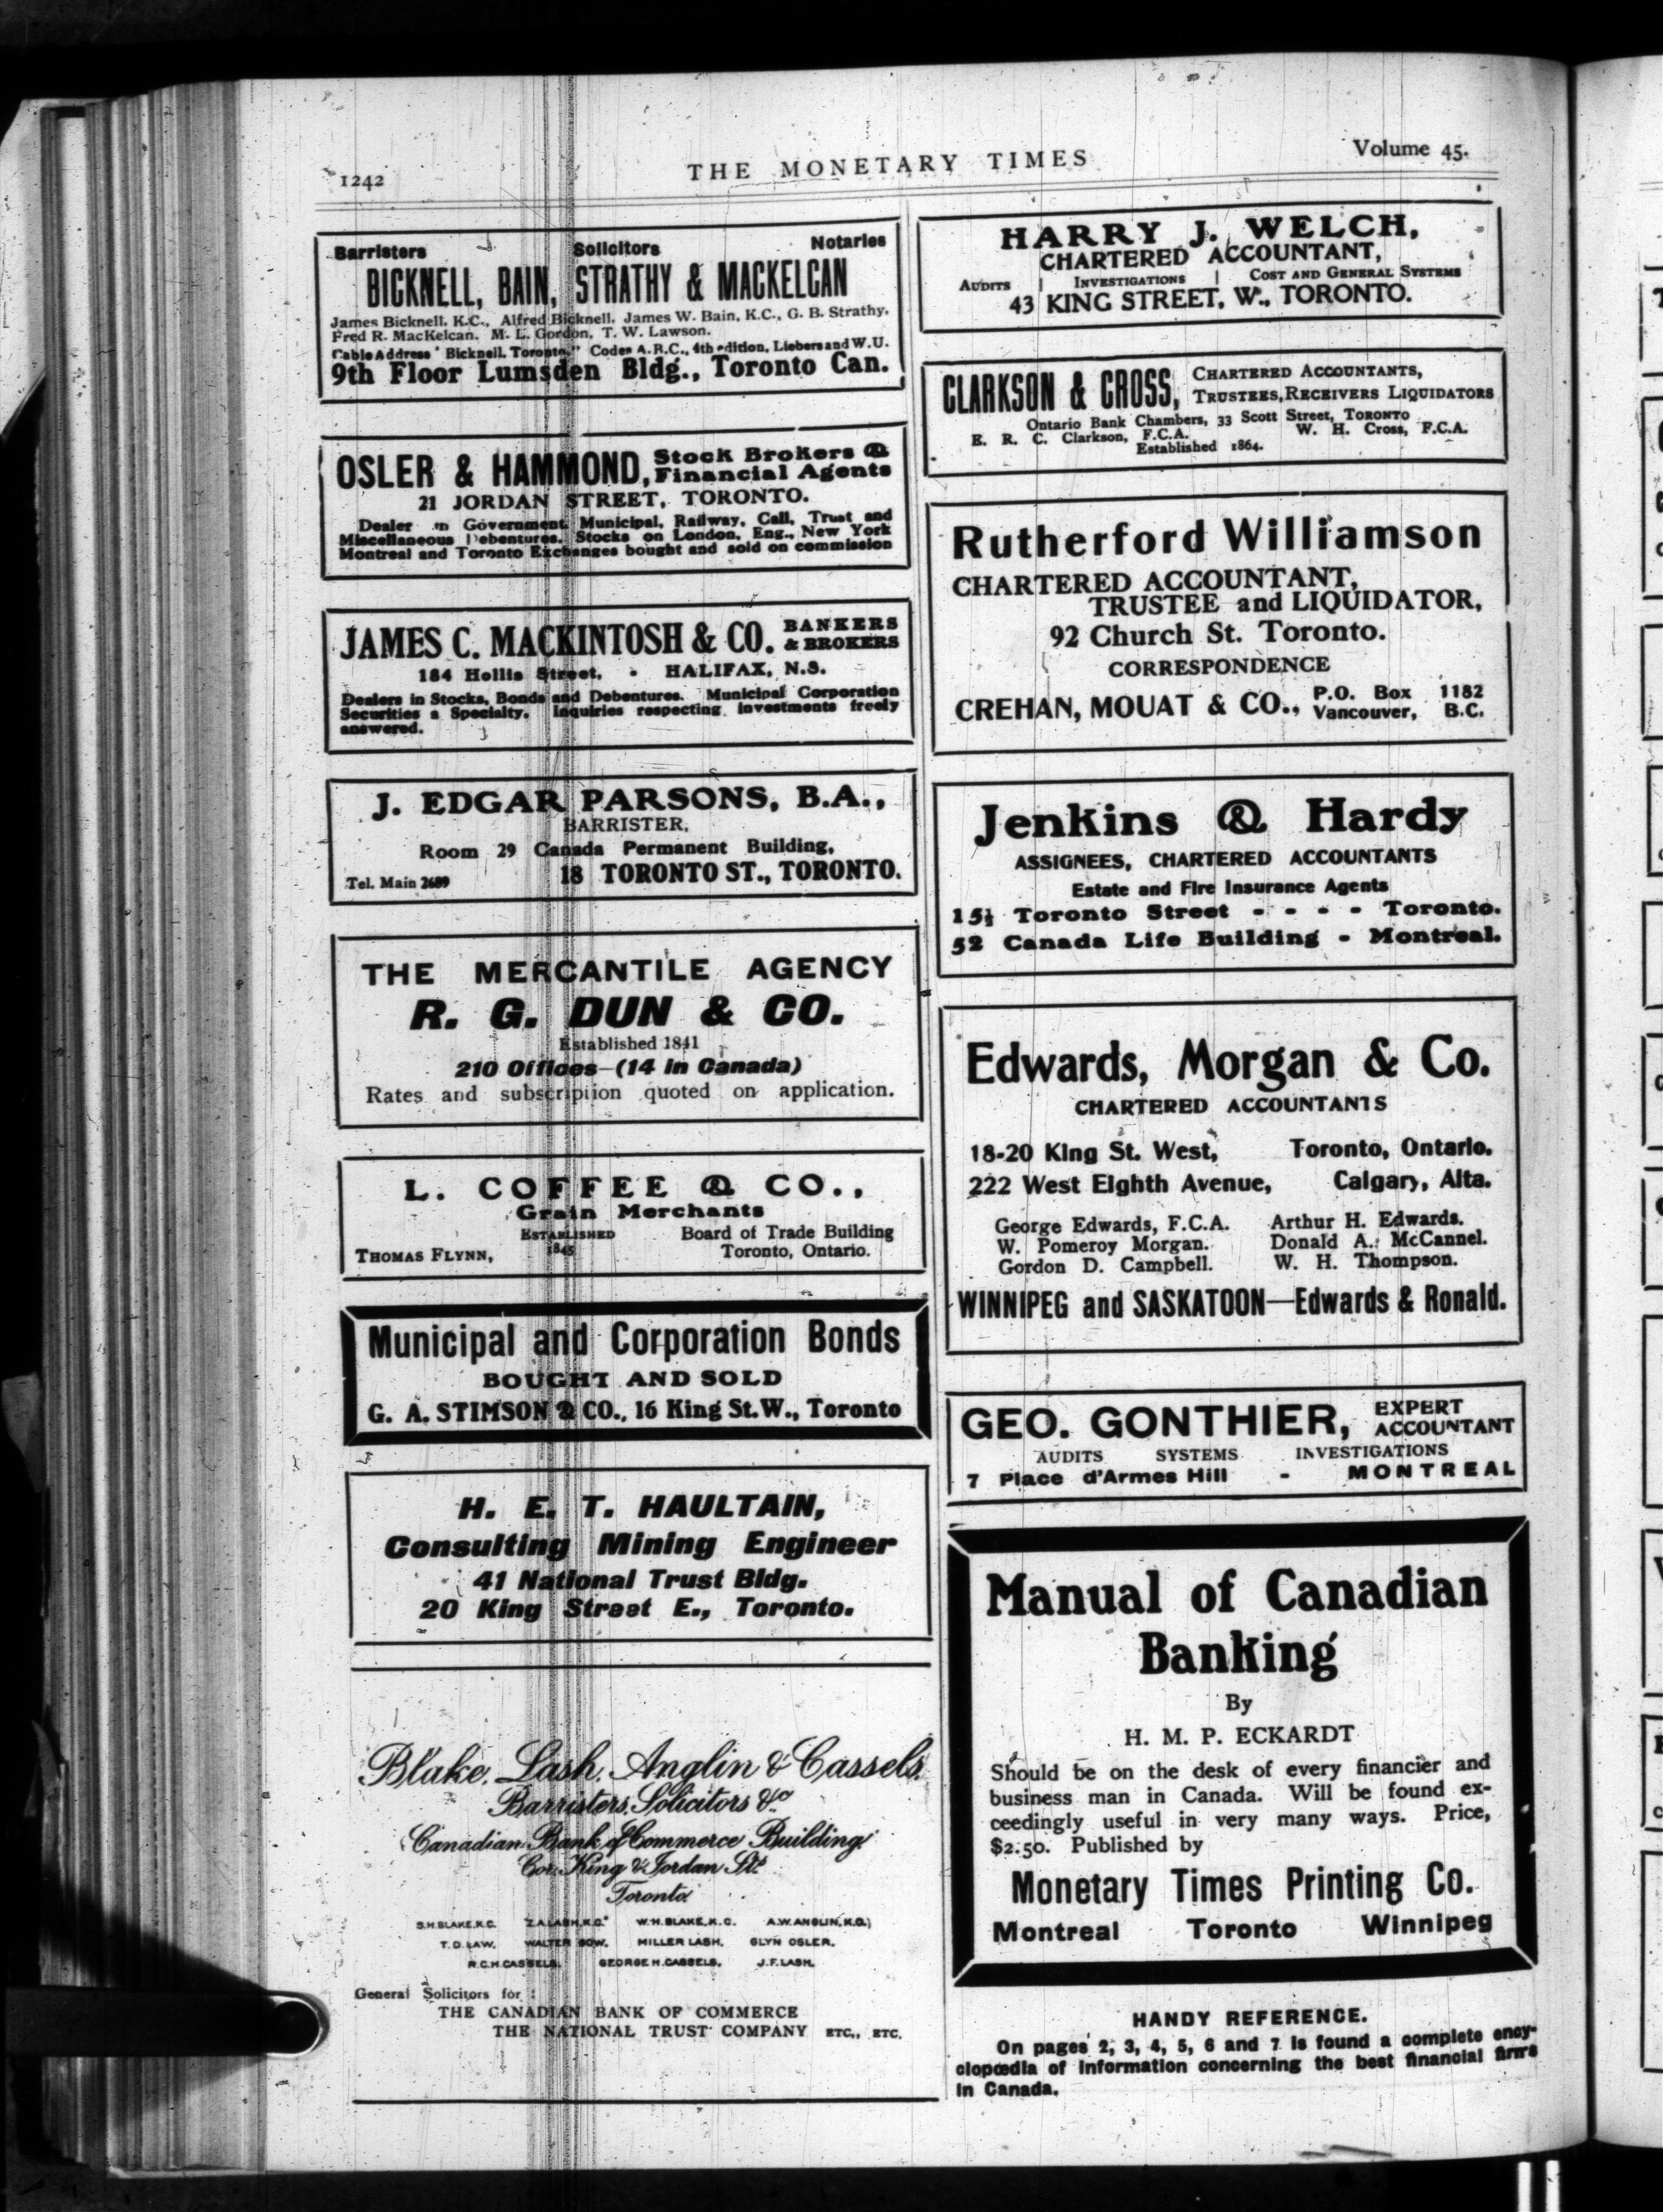 1242
THE MONETARY TIMES
Volume 45.
Barristers Solicitors Notaries
BICKNELL, BAIN, STRATHY & MACKELCAN
James Bicknell, K.C., Alfred Bicknell, James W. Bain, K.C., G. B. Strathy,
Fred R. MacKelcan, M. L. Gordon, T. W. Lawson.
Cable Address "Bicknell, Toronto." Codes A.B.C., 4th edition, Liebers and W.U.
9th Floor Lumsden Bldg., Toronto Can.
OSLER & HAMMOND, Stock Brokers &
Financial Agents
21 JORDAN STREET, TORONTO.
Dealer in Government, Municipal, Railway, Call, Trust and
Miscellaneous Debentures. Stocks on London, Eng., New York
Montreal and Toronto Exchanges bought and sold on commission
JAMES C. MACKINTOSH & CO. BANKERS
& BROKERS
184 Hollis Street, - HALIFAX, N.S.
Dealers in Stocks, Bonds and Debentures. Municipal Corporation
Securities a Specialty. Inquiries respecting investments freely
answered.
J. EDGAR PARSONS, B.A.,
BARRISTER,
Room 29 Canada Permanent Building,
Tel. Main 2689 18 TORONTO ST., TORONTO.
THE MERCANTILE AGENCY
R. G. DUN & CO.
Established 1841
210 Offices—(14 in Canada)
Rates and subscription quoted on application.
L. COFFEE & CO.,
Grain Merchants
ESTABLISHED Board of Trade Building
THOMAS FLYNN, 1845 Toronto, Ontario.
Municipal and Corporation Bonds
BOUGHT AND SOLD
G. A. STIMSON & CO., 16 King St. W., Toronto
H. E. T. HAULTAIN,
Consulting Mining Engineer
41 National Trust Bldg.
20 King Street E., Toronto.
Blake, Lash, Anglin & Cassels,
Barristers, Solicitors &c
Canadian Bank of Commerce Building
Cor. King & Jordan Sts
Toronto
S.H. BLAKE, K.C. Z.A. LASH, K.C. W.H. BLAKE, K.C. A.W. ANGLIN, K.C.
T.D. LAW. WALTER GOW. MILLER LASH. GLYN OSLER.
R.C.H. CASSELS. GEORGE H. CASSELS. J.F. LASH.
General Solicitors for:
THE CANADIAN BANK OF COMMERCE
THE NATIONAL TRUST COMPANY ETC., ETC.
HARRY J. WELCH,
CHARTERED ACCOUNTANT,
AUDITS | INVESTIGATIONS | COST AND GENERAL SYSTEMS
43 KING STREET, W., TORONTO.
CLARKSON & CROSS, CHARTERED ACCOUNTANTS,
TRUSTEES, RECEIVERS LIQUIDATORS
Ontario Bank Chambers, 33 Scott Street, TORONTO
E. R. C. Clarkson, F.C.A. W. H. Cross, F.C.A.
Established 1864.
Rutherford Williamson
CHARTERED ACCOUNTANT,
TRUSTEE and LIQUIDATOR,
92 Church St. Toronto.
CORRESPONDENCE
CREHAN, MOUAT & CO., P.O. Box 1182
Vancouver, B.C.
Jenkins & Hardy
ASSIGNEES, CHARTERED ACCOUNTANTS
Estate and Fire Insurance Agents
15½ Toronto Street - - - - Toronto.
52 Canada Life Building - Montreal.
Edwards, Morgan & Co.
CHARTERED ACCOUNTANTS
18-20 King St. West, Toronto, Ontario.
222 West Eighth Avenue, Calgary, Alta.
George Edwards, F.C.A. Arthur H. Edwards.
W. Pomeroy Morgan. Donald A. McCannel.
Gordon D. Campbell. W. H. Thompson.
WINNIPEG and SASKATOON—Edwards & Ronald.
GEO. GONTHIER, EXPERT
ACCOUNTANT
AUDITS SYSTEMS INVESTIGATIONS
7 Place d'Armes Hill - MONTREAL
Manual of Canadian
Banking
By
H. M. P. ECKARDT
Should be on the desk of every financier and
business man in Canada. Will be found ex-
ceedingly useful in very many ways. Price,
$2.50. Published by
Monetary Times Printing Co.
Montreal Toronto Winnipeg
HANDY REFERENCE.
On pages 2, 3, 4, 5, 6 and 7 is found a complete ency-
clopœdia of information concerning the best financial firms
in Canada.